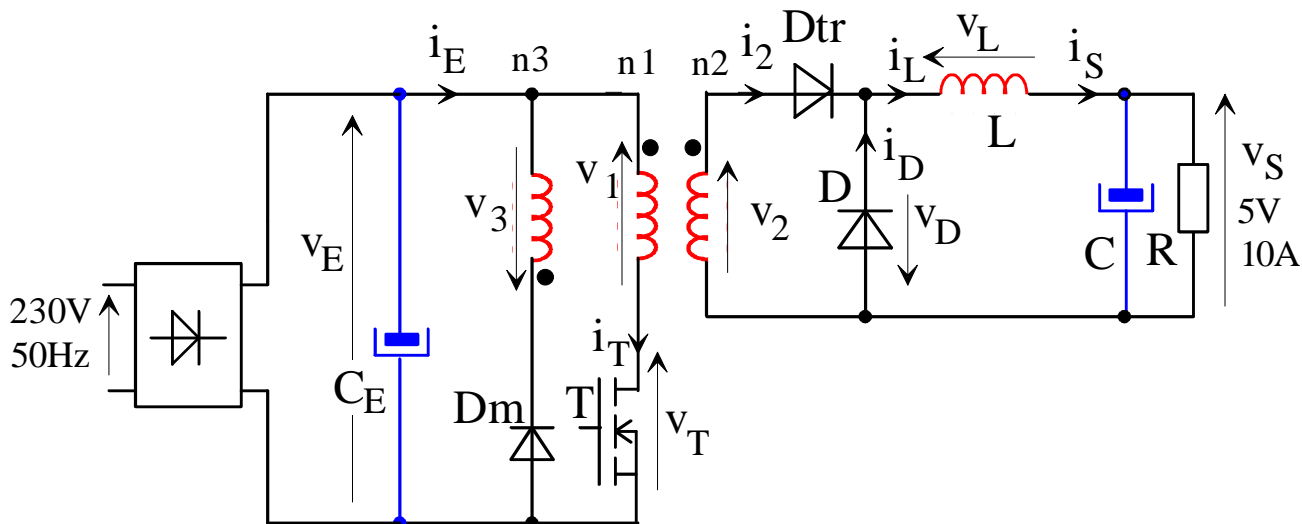 i_E
n3
n1
n2
i_2
Dtr
i_L
v_L
i_S
L
v_E
v_3
v_1
v_2
D
i_D
v_D
C
R
v_S
5V
10A
230V
50Hz
C_E
Dm
T
i_T
v_T